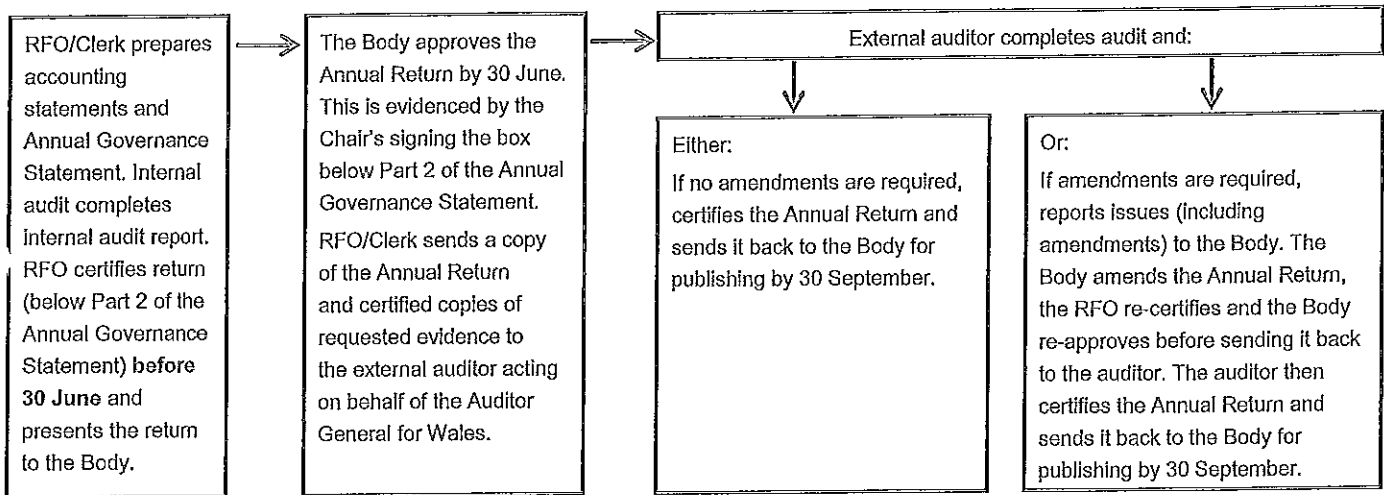 RFO/Clerk prepares
accounting
statements and
Annual Governance
Statement. Internal
audit completes
internal audit report.
RFO certifies return
(below Part 2 of the
Annual Governance
Statement) before
30 June and
presents the return
to the Body.
The Body approves the
Annual Return by 30 June.
This is evidenced by the
Chair's signing the box
below Part 2 of the Annual
Governance Statement.
RFO/Clerk sends a copy
of the Annual Return
and certified copies of
requested evidence to
the external auditor acting
on behalf of the Auditor
General for Wales.
External auditor completes audit and:
Either:
If no amendments are required,
certifies the Annual Return and
sends it back to the Body for
publishing by 30 September.
Or:
If amendments are required,
reports issues (including
amendments) to the Body. The
Body amends the Annual Return,
the RFO re-certifies and the Body
re-approves before sending it back
to the auditor. The auditor then
certifies the Annual Return and
sends it back to the Body for
publishing by 30 September.